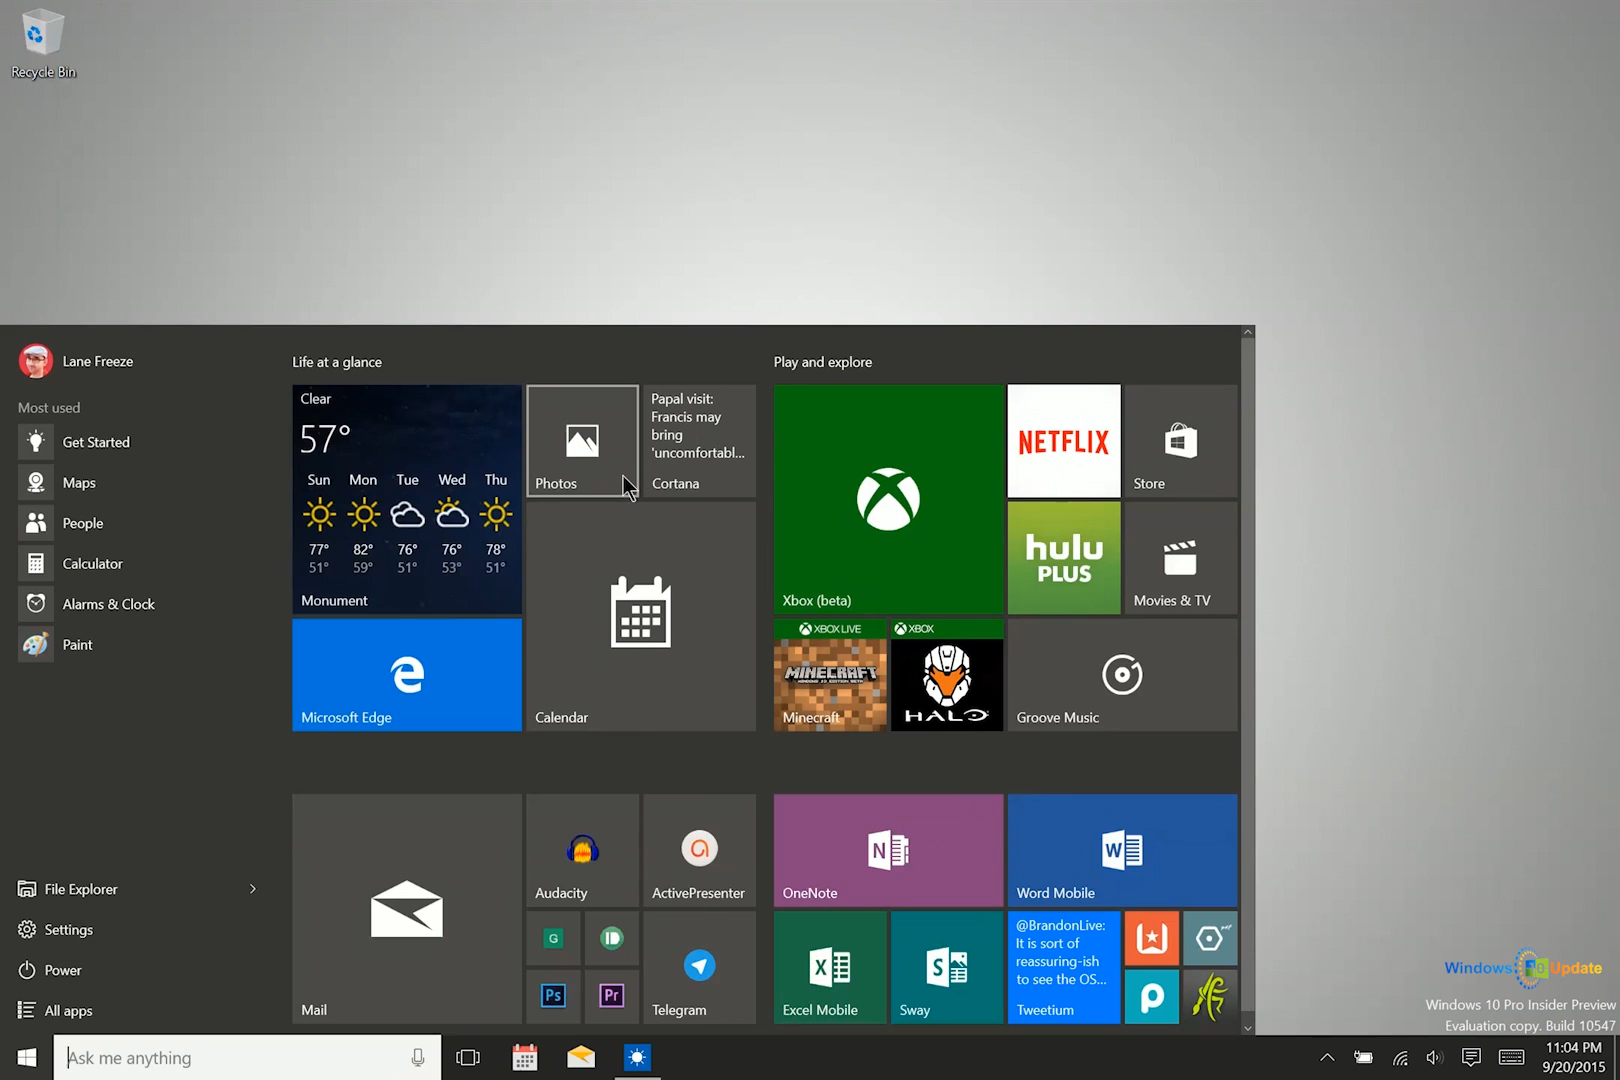 Recycle Bin
Lane Freeze
Most used
Get Started
Maps
People
Calculator
Alarms & Clock
Paint
File Explorer
Settings
Power
All apps
Life at a glance
Clear
57°
Sun Mon Tue Wed Thu
77° 82° 76° 76° 78°
51° 59° 51° 53° 51°
Monument
Photos
Papal visit:
Francis may
bring
'uncomfortabl...
Cortana
Microsoft Edge
Calendar
Play and explore
Xbox (beta)
NETFLIX
Store
hulu
PLUS
Movies & TV
XBOX LIVE
MINECRAFT
Minecraft
XBOX
HALO
Groove Music
Mail
Audacity
ActivePresenter
G
Ps
Pr
Telegram
N
OneNote
W
Word Mobile
X
Excel Mobile
S
Sway
@BrandonLive:
It is sort of
reassuring-ish
to see the OS...
Tweetium
Windows 10 Update
Windows 10 Pro Insider Preview
Evaluation copy. Build 10547
Ask me anything
11:04 PM
9/20/2015